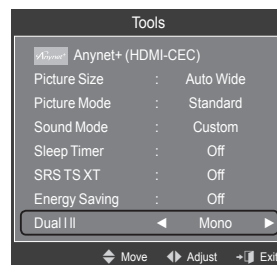 Tools
Anynet+ Anynet+ (HDMI-CEC)
Picture Size : Auto Wide
Picture Mode : Standard
Sound Mode : Custom
Sleep Timer : Off
SRS TS XT : Off
Energy Saving : Off
Dual I II ◄ Mono ►
Move Adjust Exit